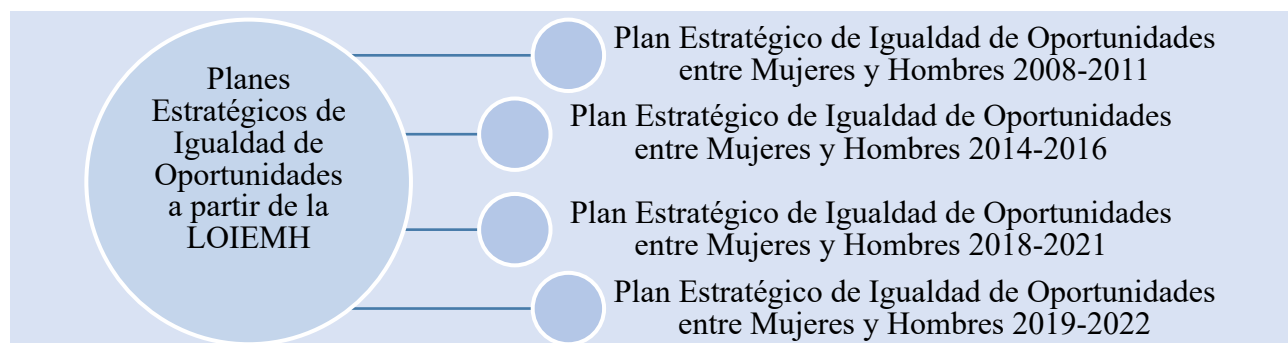 Planes
Estratégicos de
Igualdad de
Oportunidades
a partir de la
LOIEMH
Plan Estratégico de Igualdad de Oportunidades
entre Mujeres y Hombres 2008-2011
Plan Estratégico de Igualdad de Oportunidades
entre Mujeres y Hombres 2014-2016
Plan Estratégico de Igualdad de Oportunidades
entre Mujeres y Hombres 2018-2021
Plan Estratégico de Igualdad de Oportunidades
entre Mujeres y Hombres 2019-2022